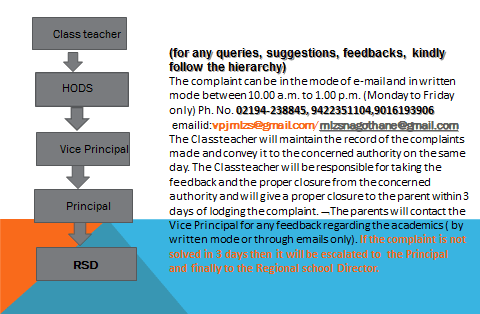 Class teacher
HODS
Vice Principal
Principal
RSD
(for any queries, suggestions, feedbacks, kindly
follow the hierarchy)
The complaint can be in the mode of e-mail and in written
mode between 10.00 a.m. to 1.00 p.m. (Monday to Friday
only) Ph. No. 02194-238845, 9422351104,9016193906
emailid:vpjmlzs@gmail.com/mlzsnagothane@gmail.com
The Classteacher will maintain the record of the complaints
made and convey it to the concerned authority on the same
day. The Classteacher will be responsible for taking the
feedback and the proper closure from the concerned
authority and will give a proper closure to the parent within 3
days of lodging the complaint. —The parents will contact the
Vice Principal for any feedback regarding the academics ( by
written mode or through emails only). If the complaint is not
solved in 3 days then it will be escalated to the Principal
and finally to the Regional school Director.